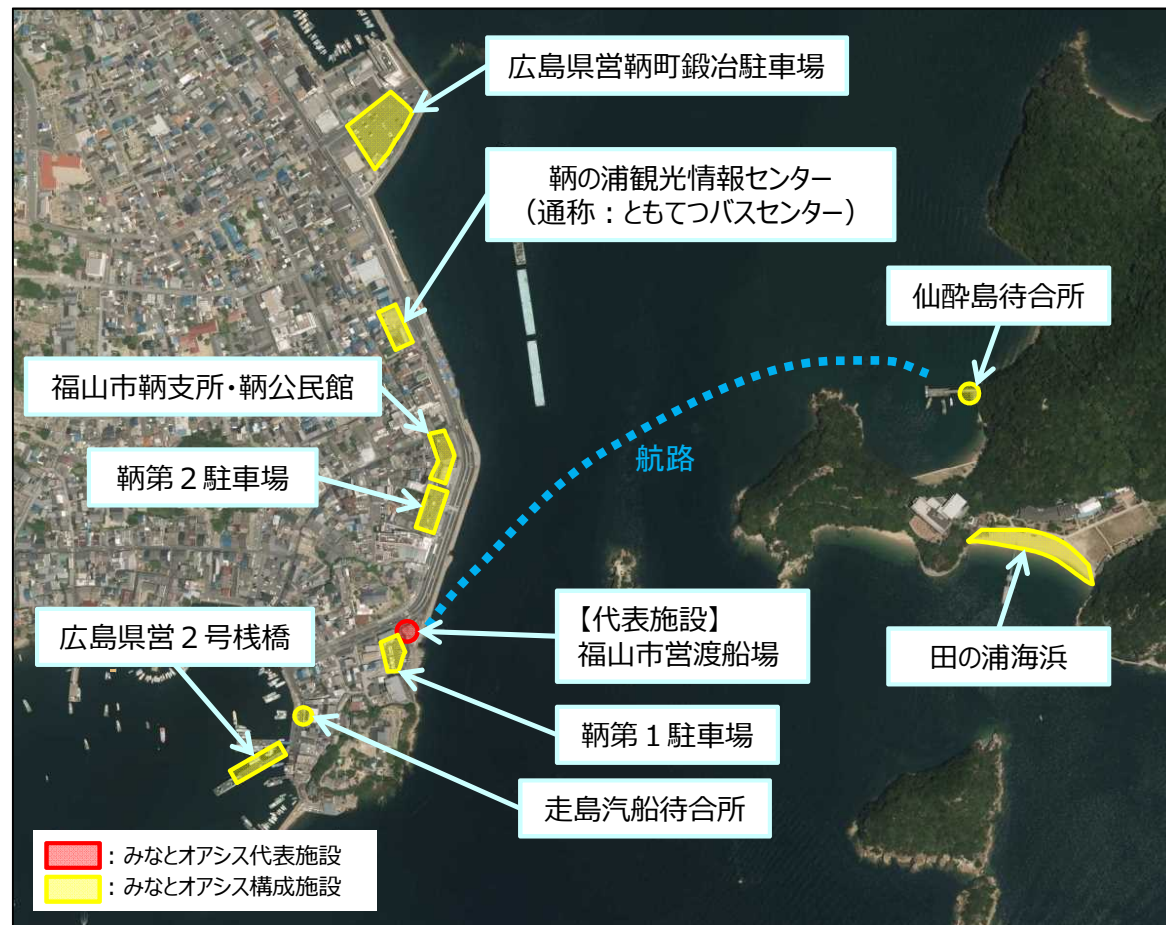 広島県営鞆町鍛冶駐車場
鞆の浦観光情報センター
（通称：ともてつバスセンター）
仙酔島待合所
福山市鞆支所・鞆公民館
航路
鞆第２駐車場
【代表施設】
福山市営渡船場
広島県営２号桟橋
田の浦海浜
鞆第１駐車場
走島汽船待合所
：みなとオアシス代表施設
：みなとオアシス構成施設